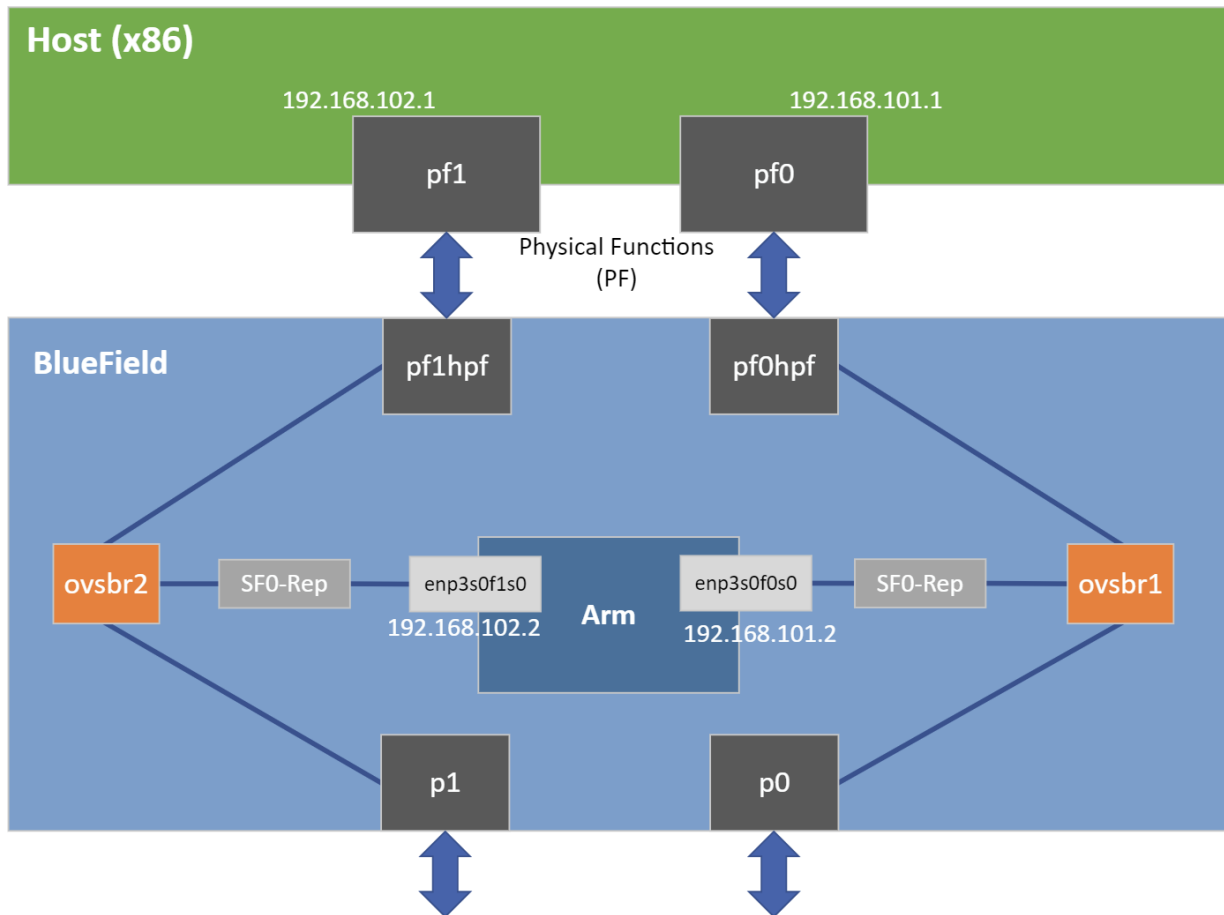 Host (x86)
192.168.102.1
192.168.101.1
pf1
pf0
Physical Functions
(PF)
BlueField
pf1hpf
pf0hpf
ovsbr2
SF0-Rep
enp3s0f1s0
enp3s0f0s0
SF0-Rep
ovsbr1
192.168.102.2
Arm
192.168.101.2
p1
p0